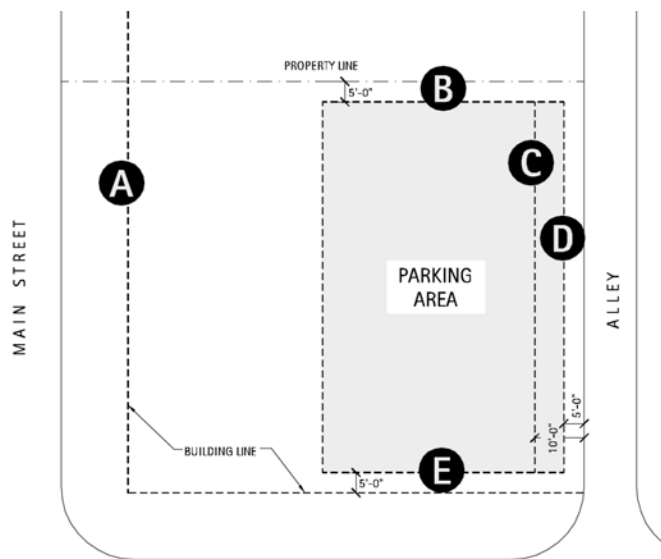 PROPERTY LINE
B
5'-0"
C
A
D
MAIN STREET
PARKING
AREA
ALLEY
5'-0"
10'-0"
BUILDING LINE
E
5'-0"